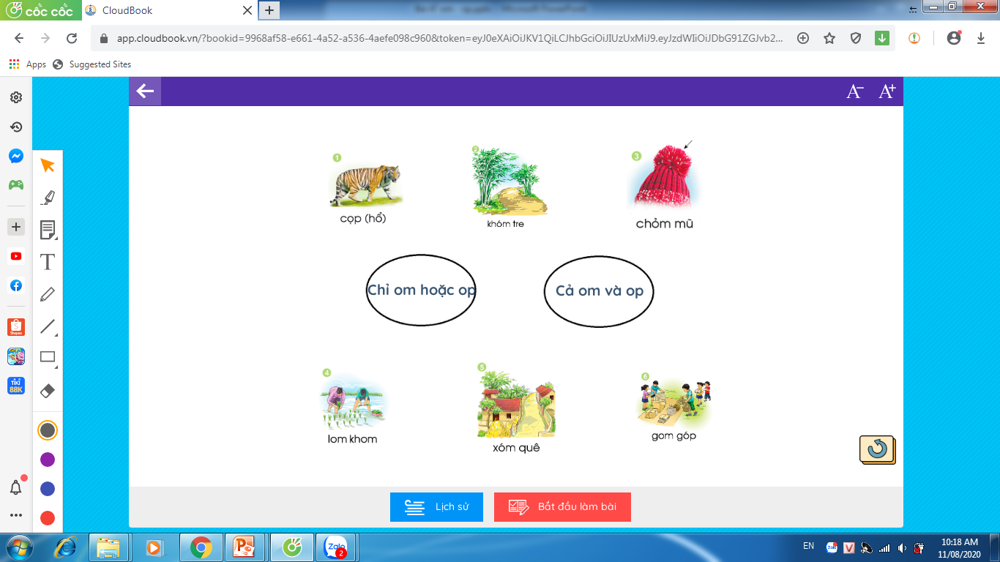 cốc cốc
CloudBook
app.cloudbook.vn/?bookid=9968af58-e661-4a52-a536-4aefe098c960&token=eyJ0eXAiOiJKV1QiLCJhbGciOiJIUzUxMiJ9.eyJzdWIiOiJDbG91ZGJvb2...
Apps
Suggested Sites
A−
A+
1
2
3
cọp (hổ)
khóm tre
chỏm mũ
Chỉ om hoặc op
Cả om và op
4
5
6
lom khom
xóm quê
gom góp
T
Shopee
TIKI
88K
Lịch sử
Bắt đầu làm bài
Zalo
2
EN
10:18 AM
11/08/2020